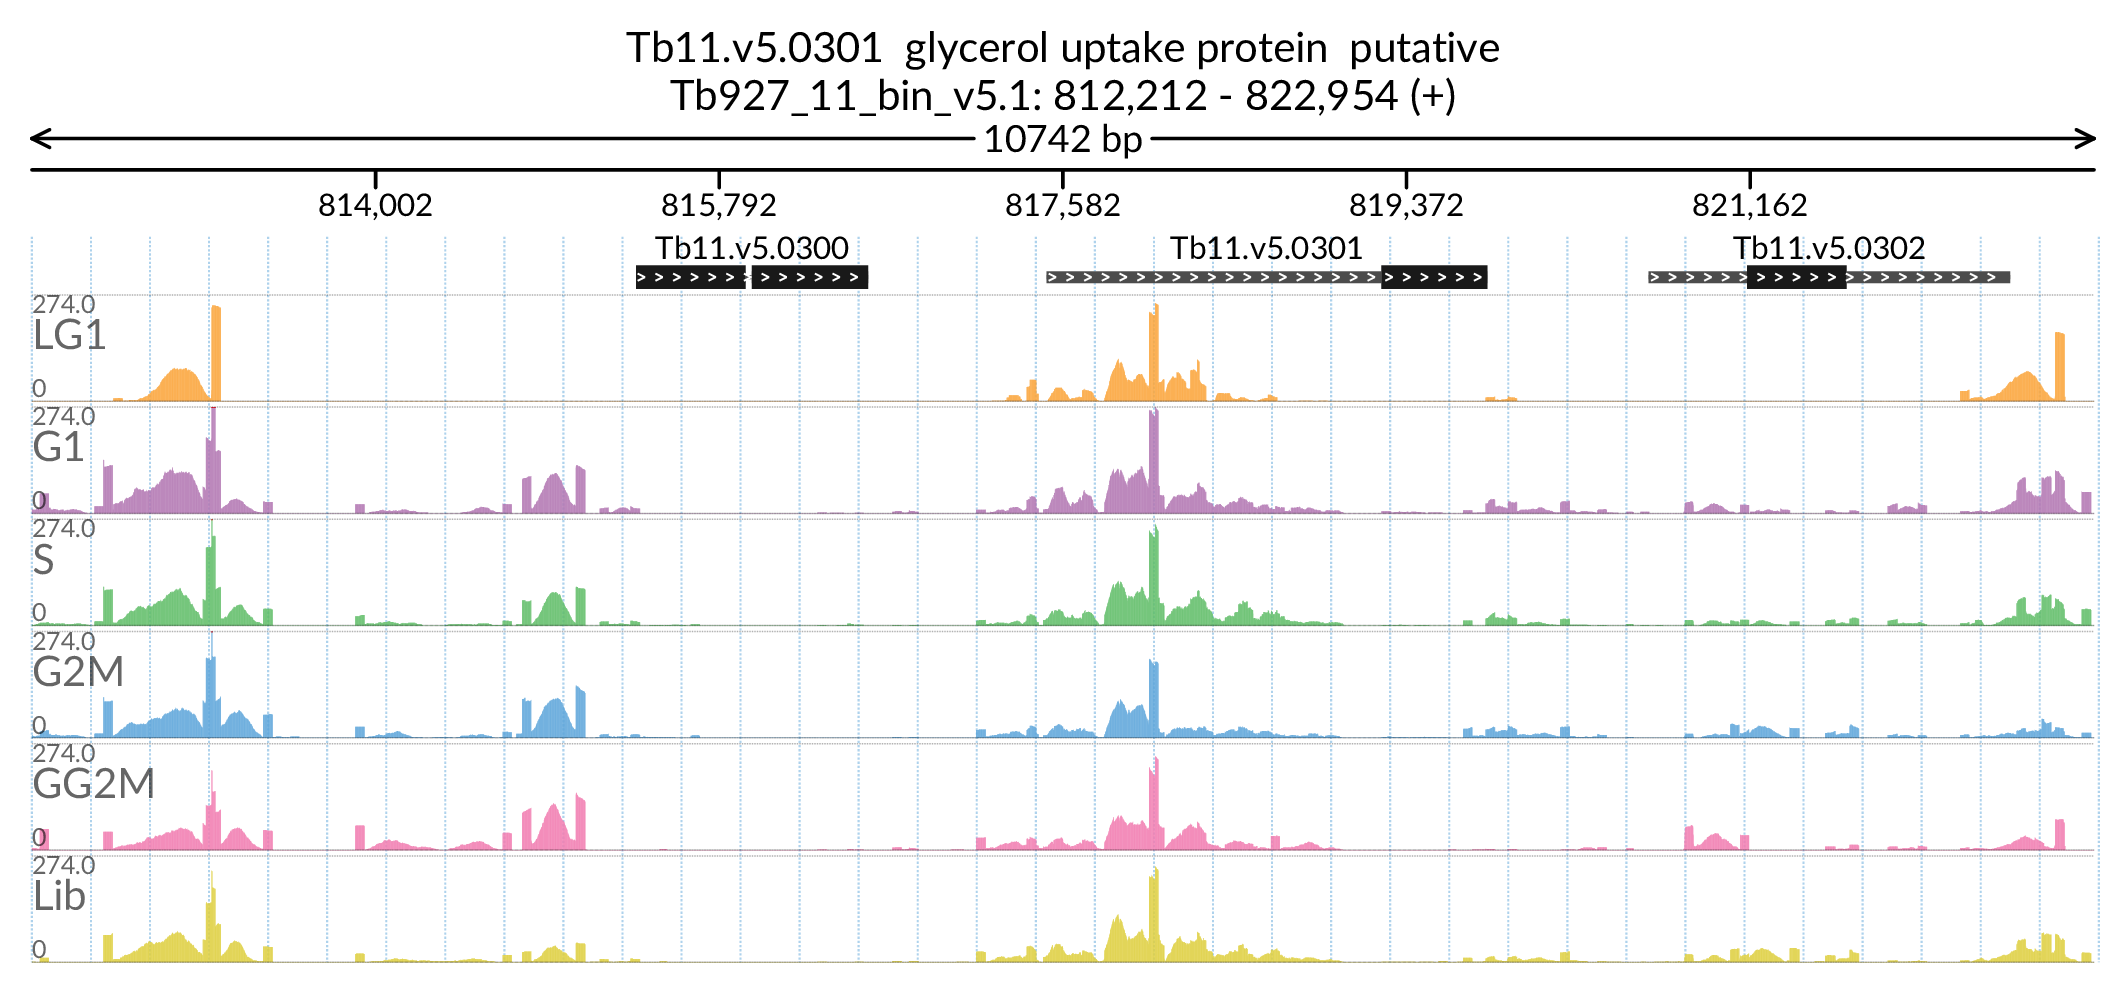 Tb11.v5.0301 glycerol uptake protein putative
Tb927_11_bin_v5.1: 812,212 - 822,954 (+)
10742 bp
814,002 815,792 817,582 819,372 821,162
Tb11.v5.0300 Tb11.v5.0301 Tb11.v5.0302
274.0
LG1
0
274.0
G1
0
274.0
S
0
274.0
G2M
0
274.0
GG2M
0
274.0
Lib
0